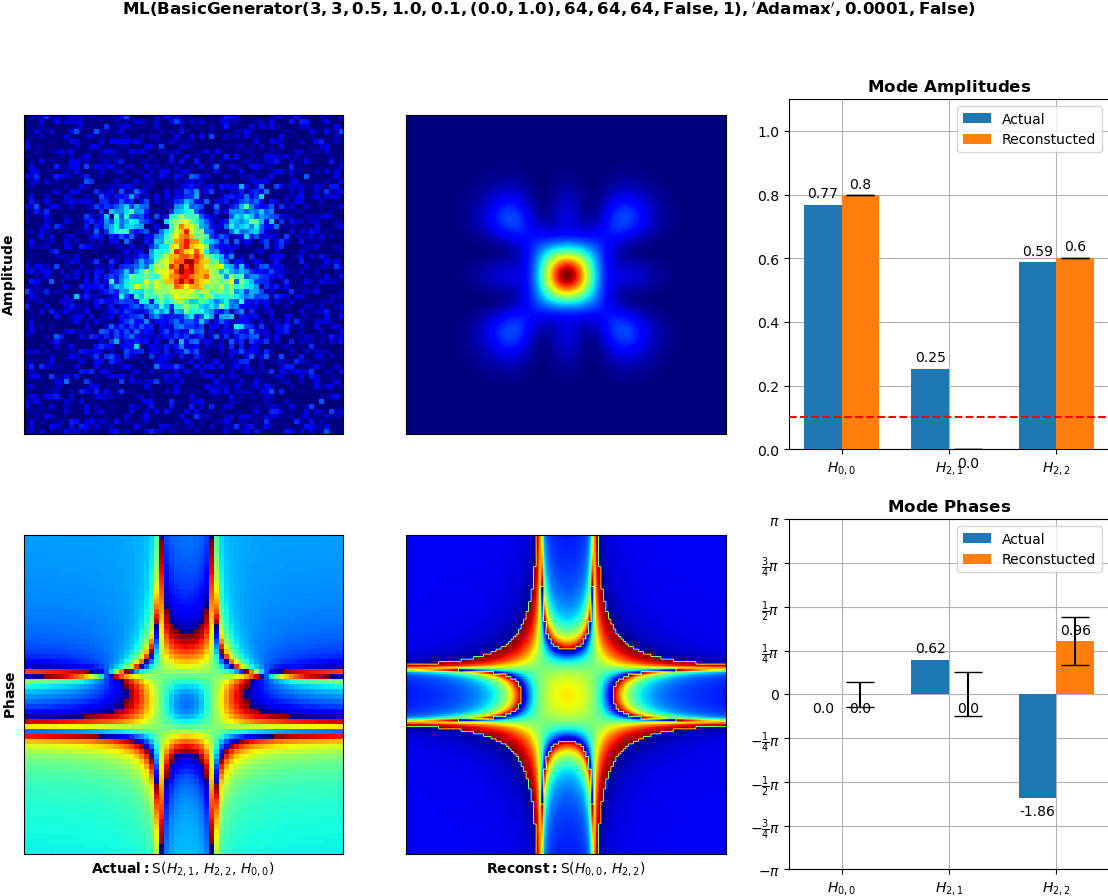 ML(BasicGenerator(3, 3, 0.5, 1.0, 0.1, (0.0, 1.0), 64, 64, 64, False, 1), 'Adamax', 0.0001, False)
Amplitude
Mode Amplitudes
Actual
Reconstucted
1.0
0.8
0.6
0.4
0.2
0.0
0.77
0.8
0.25
0.0
0.59
0.6
H0,0
H2,1
H2,2
Phase
Actual: S(H2,1, H2,2, H0,0)
Reconst: S(H0,0, H2,2)
Mode Phases
Actual
Reconstucted
π
3/4π
1/2π
1/4π
0
−1/4π
−1/2π
−3/4π
−π
0.0
0.0
0.62
0.0
-1.86
0.96
H0,0
H2,1
H2,2